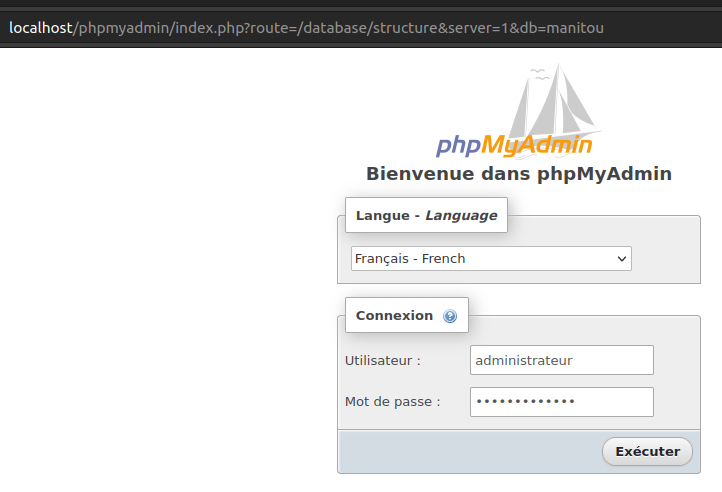 localhost/phpmyadmin/index.php?route=/database/structure&server=1&db=manitou
phpMyAdmin
Bienvenue dans phpMyAdmin
Langue - Language
Français - French
Connexion
Utilisateur :
administrateur
Mot de passe :
•••••••••••••
Exécuter